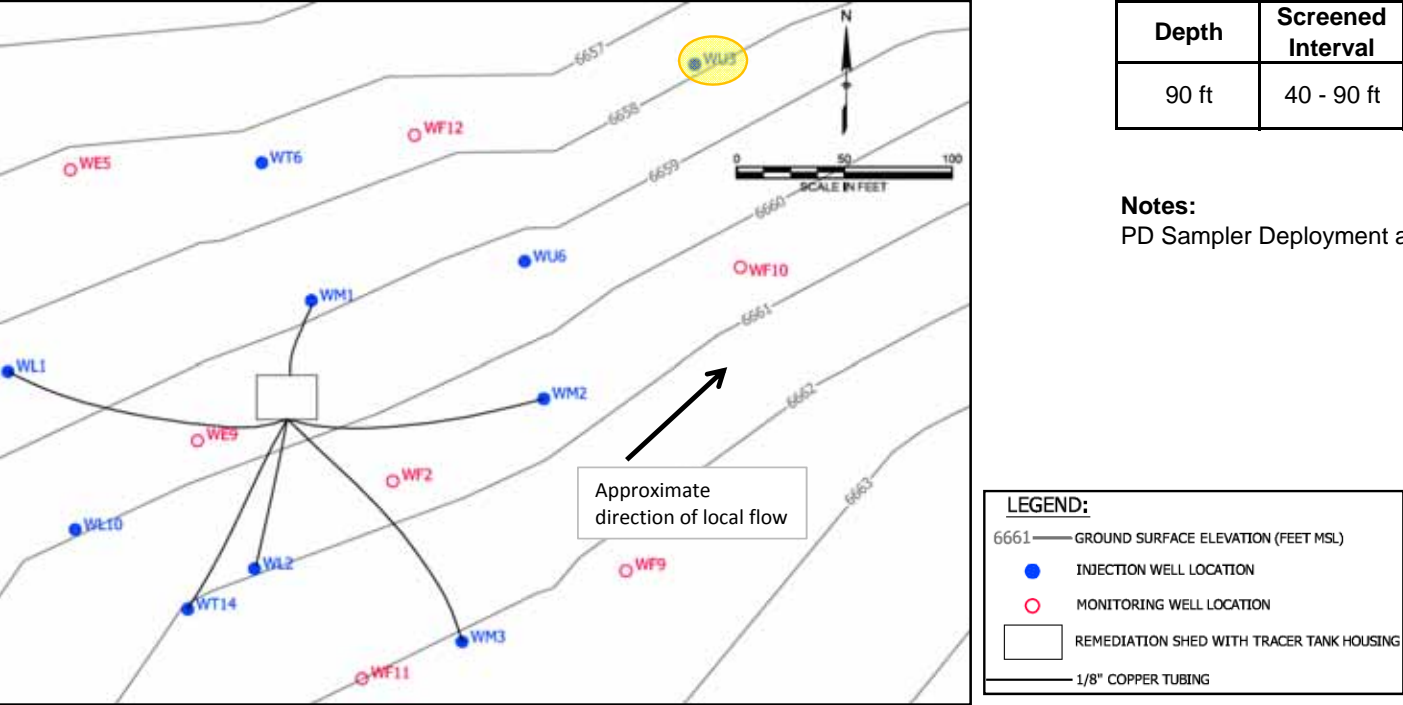 N
6657
WU3
6658
WF12
WT6
WE5
0 50 100
SCALE IN FEET
6659
6660
WU6
WF10
WM1
6661
WL1
WM2
6662
WE9
WF2
Approximate
direction of local flow
6663
WL10
WL2
WF9
WT14
WM3
WF11
Depth Screened
Interval
90 ft 40 - 90 ft
Notes:
PD Sampler Deployment a
LEGEND:
6661 GROUND SURFACE ELEVATION (FEET MSL)
INJECTION WELL LOCATION
MONITORING WELL LOCATION
REMEDIATION SHED WITH TRACER TANK HOUSING
1/8" COPPER TUBING